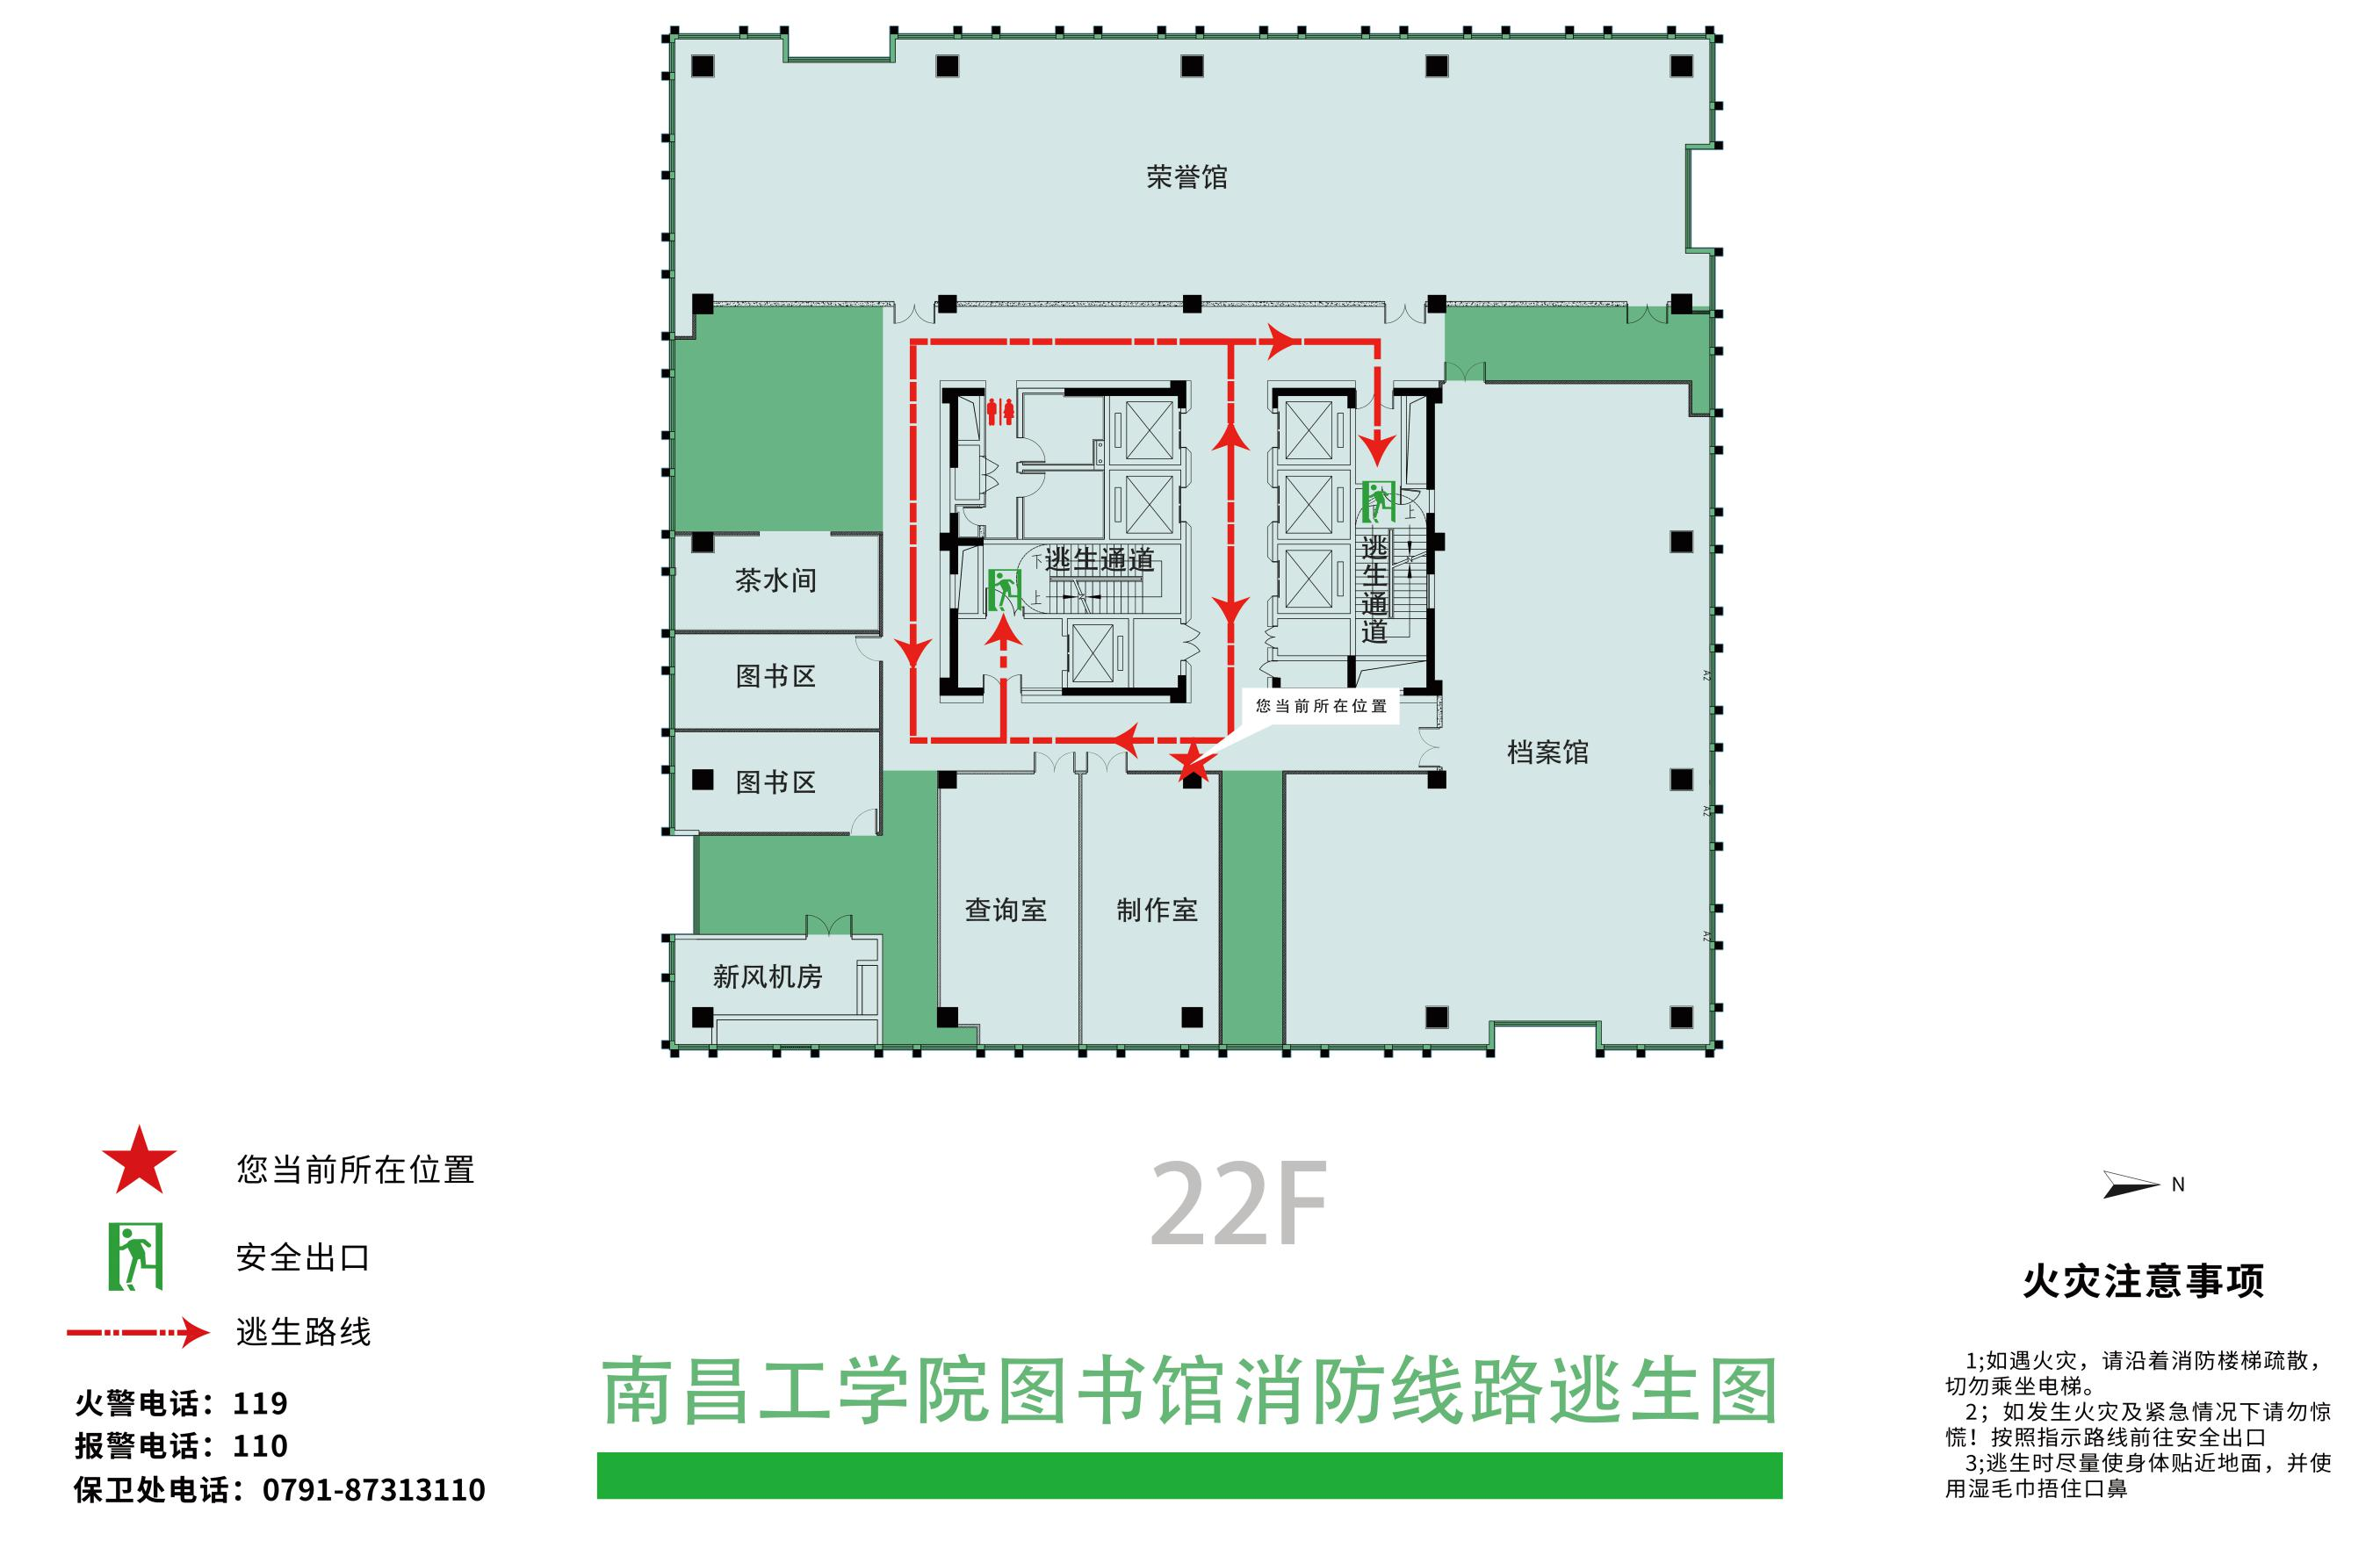 荣誉馆
下 逃生通道
上
上
逃
生
通
道
茶水间
图书区
图书区
您当前所在位置
档案馆
A2
A2
A2
查询室
制作室
新风机房
22F
N
您当前所在位置
安全出口
逃生路线
火警电话：119
报警电话：110
保卫处电话：0791-87313110
南昌工学院图书馆消防线路逃生图
火灾注意事项
1;如遇火灾，请沿着消防楼梯疏散，
切勿乘坐电梯。
2；如发生火灾及紧急情况下请勿惊
慌！按照指示路线前往安全出口
3;逃生时尽量使身体贴近地面，并使
用湿毛巾捂住口鼻